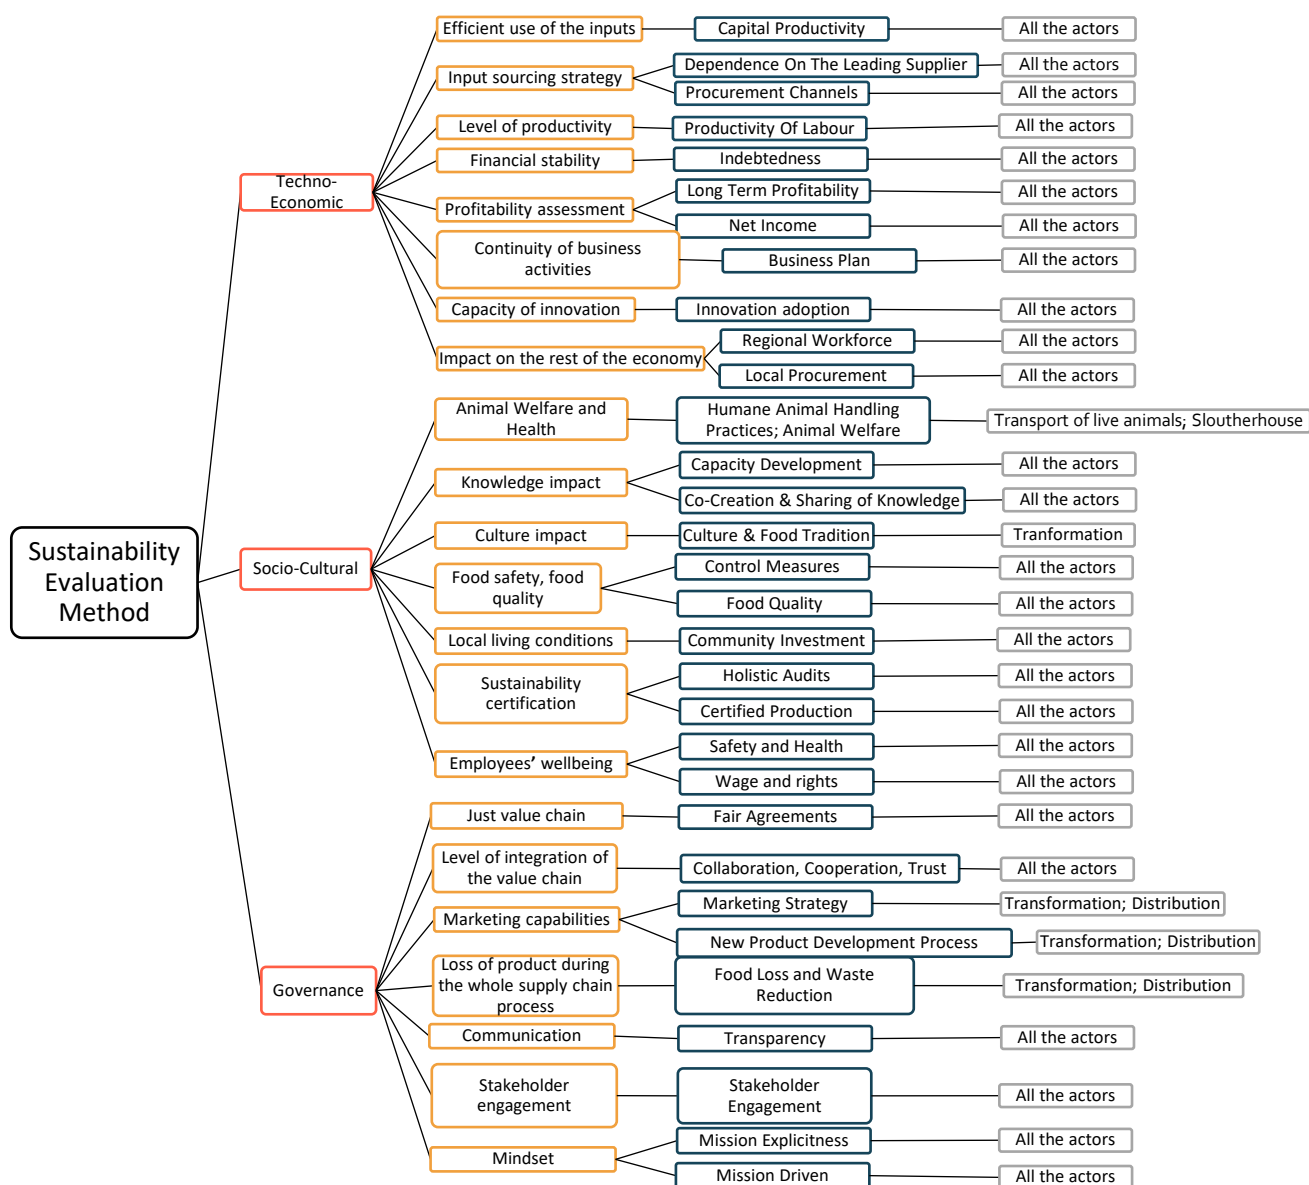 Sustainability
Evaluation
Method
Techno-
Economic
Efficient use of the inputs
Capital Productivity
All the actors
Input sourcing strategy
Dependence On The Leading Supplier
All the actors
Procurement Channels
All the actors
Level of productivity
Productivity Of Labour
All the actors
Financial stability
Indebtedness
All the actors
Profitability assessment
Long Term Profitability
All the actors
Net Income
All the actors
Continuity of business
activities
Business Plan
All the actors
Capacity of innovation
Innovation adoption
All the actors
Impact on the rest of the economy
Regional Workforce
All the actors
Local Procurement
All the actors
Socio-Cultural
Animal Welfare and
Health
Humane Animal Handling
Practices; Animal Welfare
Transport of live animals; Sloutherhouse
Knowledge impact
Capacity Development
All the actors
Co-Creation & Sharing of Knowledge
All the actors
Culture impact
Culture & Food Tradition
Tranformation
Food safety, food
quality
Control Measures
All the actors
Food Quality
All the actors
Local living conditions
Community Investment
All the actors
Sustainability
certification
Holistic Audits
All the actors
Certified Production
All the actors
Employees’ wellbeing
Safety and Health
All the actors
Wage and rights
All the actors
Governance
Just value chain
Fair Agreements
All the actors
Level of integration of
the value chain
Collaboration, Cooperation, Trust
All the actors
Marketing capabilities
Marketing Strategy
Transformation; Distribution
New Product Development Process
Transformation; Distribution
Loss of product during
the whole supply chain
process
Food Loss and Waste
Reduction
Transformation; Distribution
Communication
Transparency
All the actors
Stakeholder
engagement
Stakeholder
Engagement
All the actors
Mindset
Mission Explicitness
All the actors
Mission Driven
All the actors